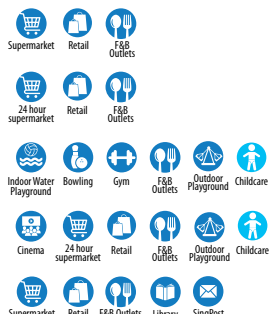 Supermarket Retail F&B Outlets
24 hour supermarket Retail F&B Outlets
Indoor Water Playground Bowling Gym F&B Outlets Outdoor Playground Childcare
Cinema 24 hour supermarket Retail F&B Outlets Outdoor Playground Childcare
Supermarket Retail F&B Outlets Library SingPost